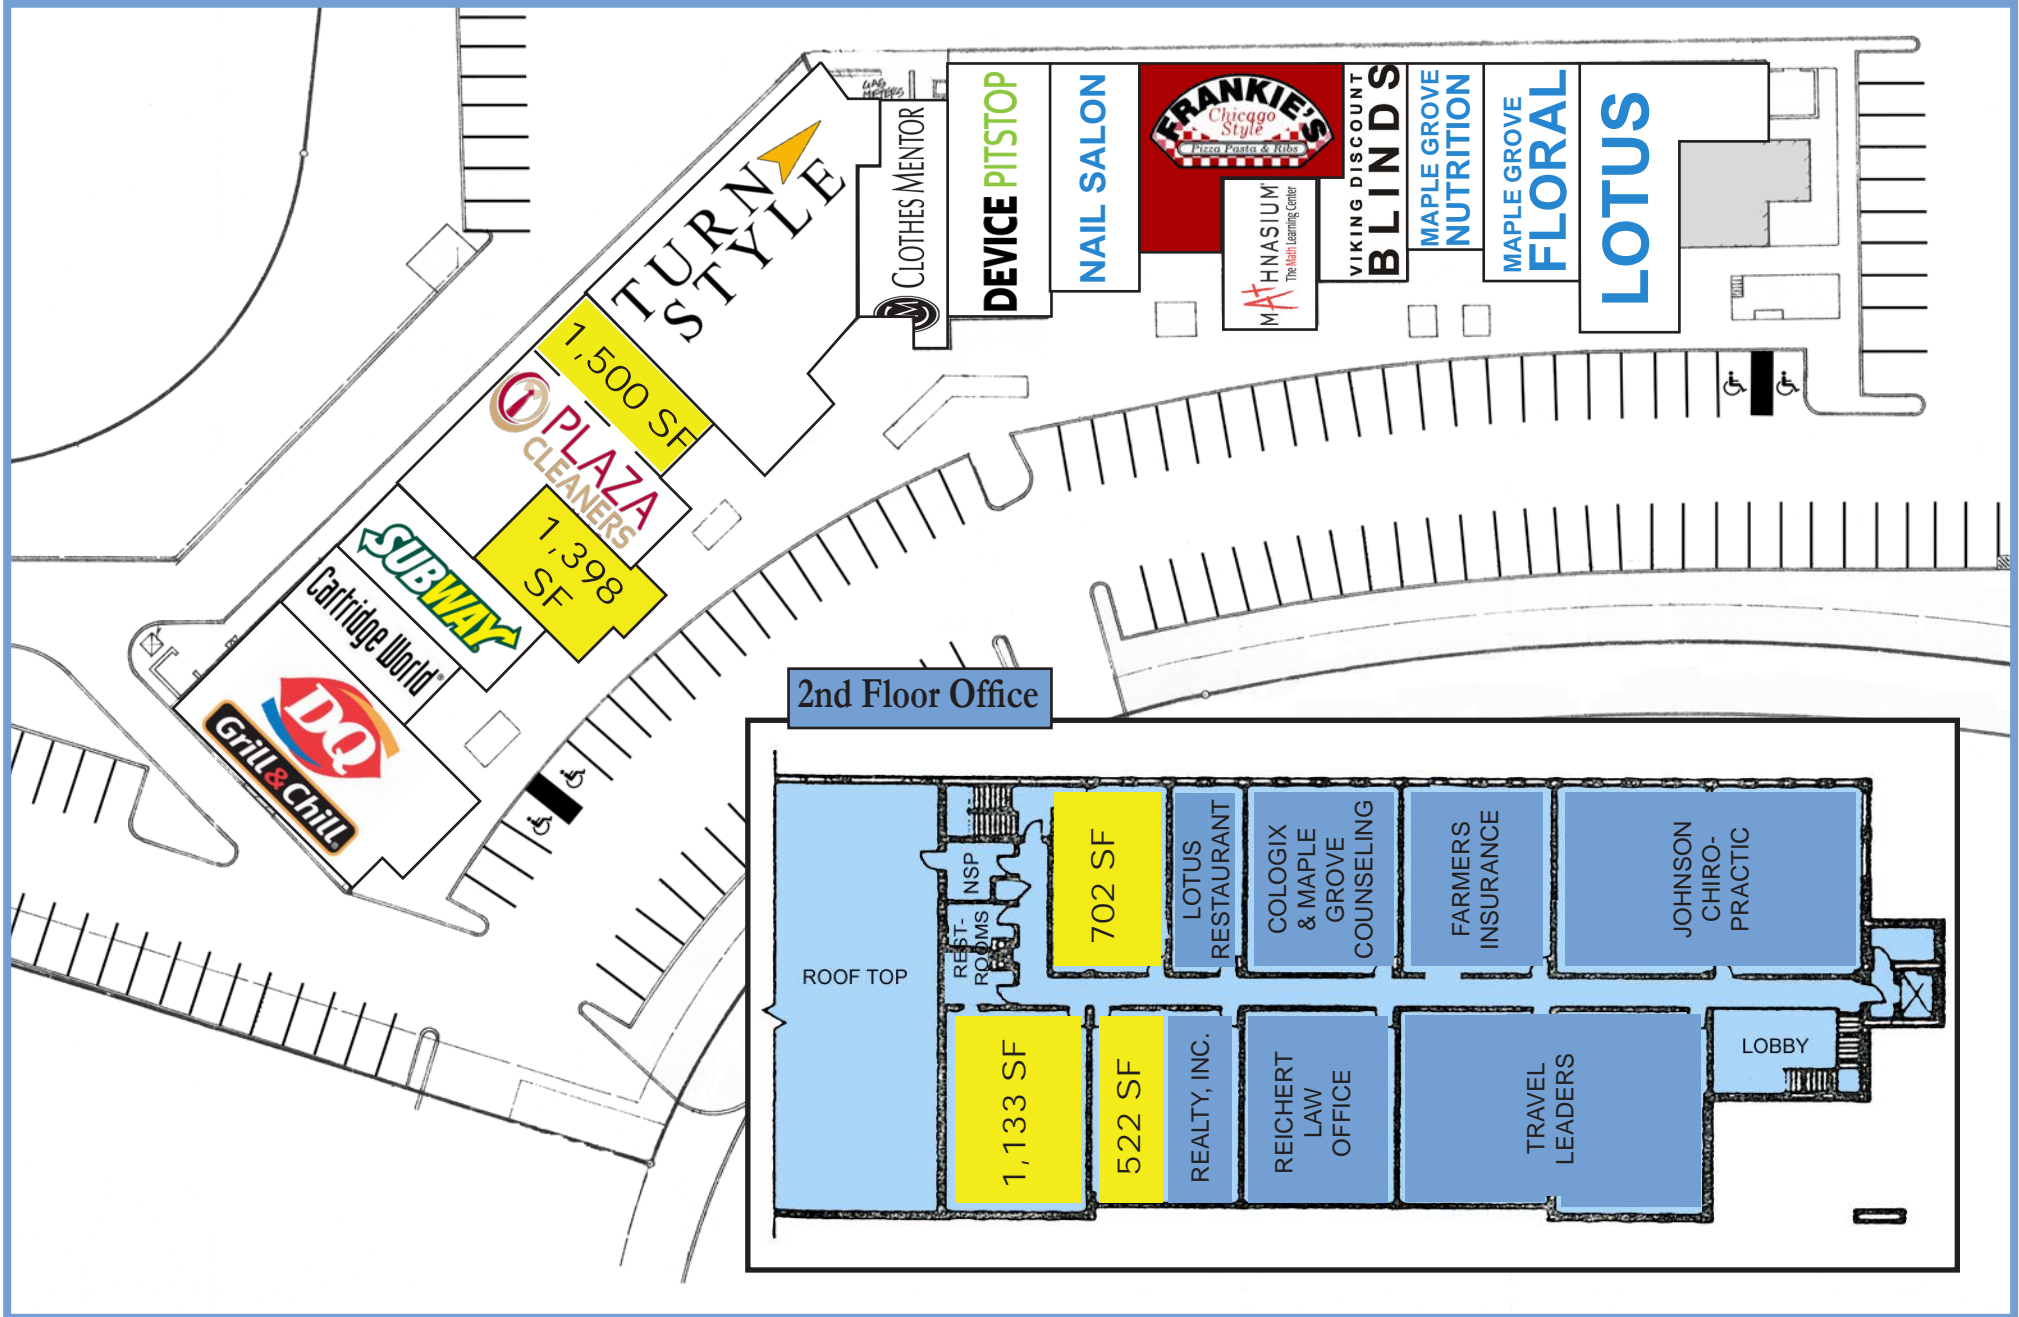 GAS
METERS
TURN
STYLE
CLOTHES MENTOR
M
DEVICE PITSTOP
NAIL SALON
FRANKIE'S
Chicago
Style
Pizza Pasta & Ribs
MA+HNASIUM
The Math Learning Center
VIKING DISCOUNT
BLINDS
MAPLE GROVE
NUTRITION
MAPLE GROVE
FLORAL
LOTUS
1,500 SF
PLAZA
CLEANERS
1,398
SF
SUBWAY
Cartridge World®
DQ
Grill&Chill®
2nd Floor Office
ROOF TOP
NSP
REST-
ROOMS
702 SF
LOTUS
RESTAURANT
COLOGIX
& MAPLE
GROVE
COUNSELING
FARMERS
INSURANCE
JOHNSON
CHIRO-
PRACTIC
1,133 SF
522 SF
REALTY, INC.
REICHERT
LAW
OFFICE
TRAVEL
LEADERS
LOBBY